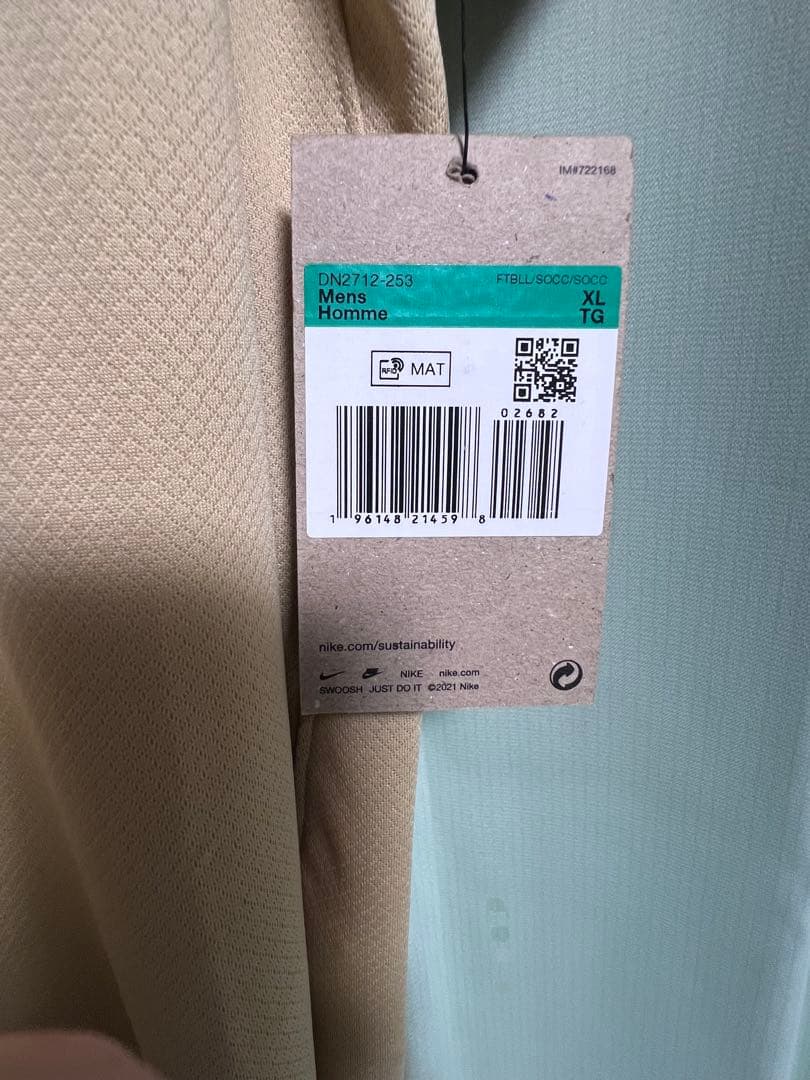 IM#722168
DN2712-253 FTBLL/SOCC/SOCC
Mens XL
Homme TG
RFID MAT
02682
1 96148 21459 8
nike.com/sustainability
NIKE nike.com
SWOOSH JUST DO IT ©2021 Nike